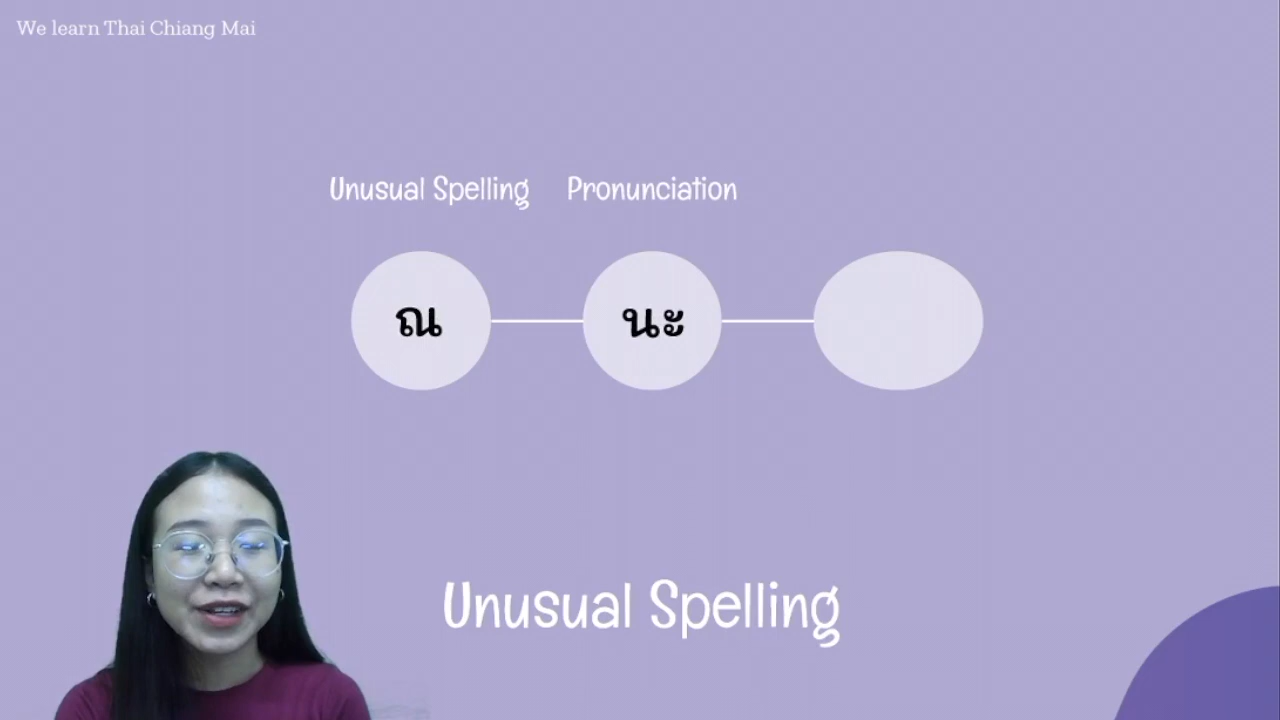 We learn Thai Chiang Mai
Unusual Spelling Pronunciation
ณ นะ
Unusual Spelling